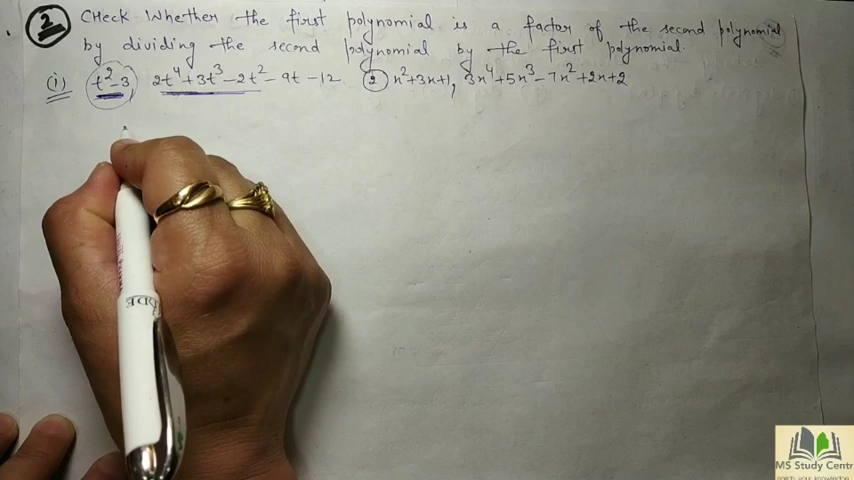 2 Check Whether the first polynomial is a factor of the second polynomial
by dividing the second polynomial by the first polynomial.
(i) t²-3, 2t⁴+3t³-2t²-9t-12 2 x²+3x+1, 3x⁴+5x³-7x²+2x+2
DDE
MS Study Centr